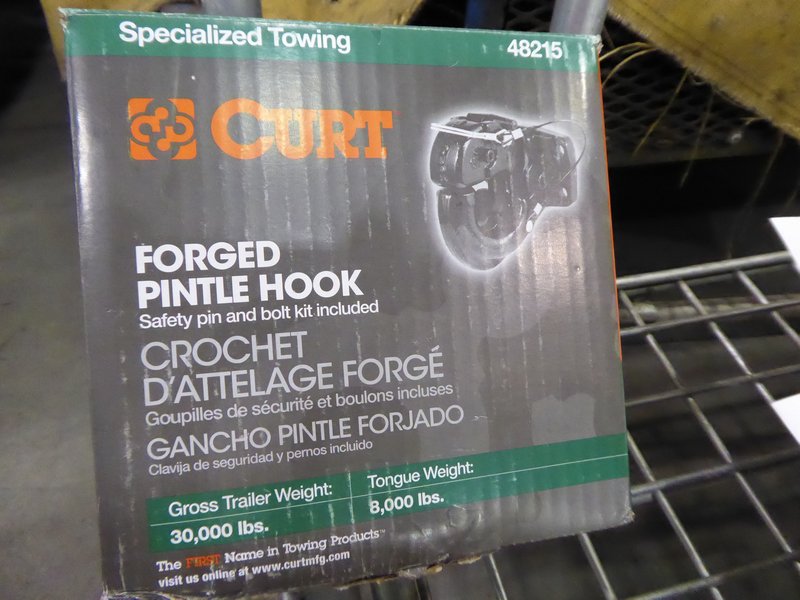 Specialized Towing 48215
CURT
FORGED
PINTLE HOOK
Safety pin and bolt kit included
CROCHET
D'ATTELAGE FORGÉ
Goupilles de sécurité et boulons incluses
GANCHO PINTLE FORJADO
Clavija de seguridad y pernos incluido
Gross Trailer Weight: Tongue Weight:
30,000 lbs. 8,000 lbs.
The FIRST Name in Towing Products™
visit us online at www.curtmfg.com